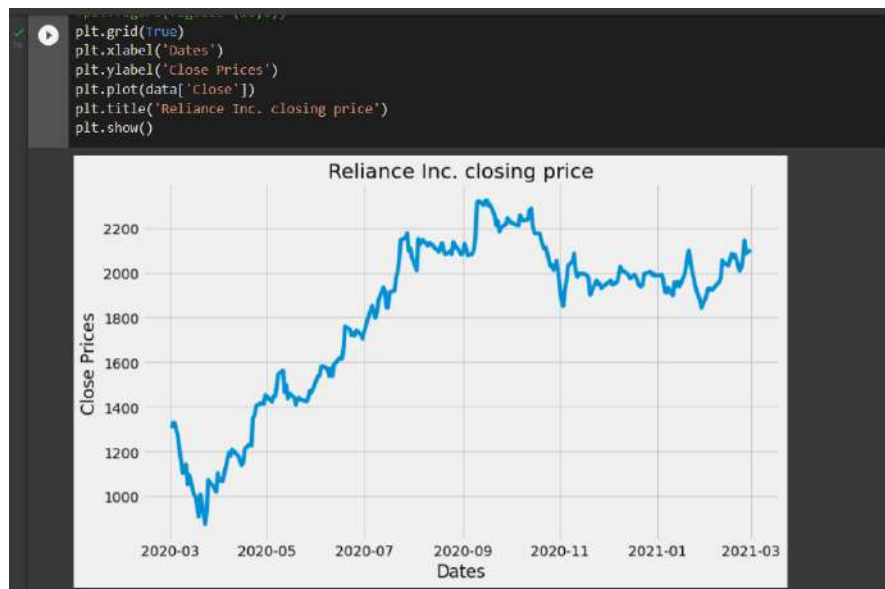 plt.grid(True)
plt.xlabel('Dates')
plt.ylabel('Close Prices')
plt.plot(data['Close'])
plt.title('Reliance Inc. closing price')
plt.show()
Reliance Inc. closing price
2200
2000
1800
1600
1400
1200
1000
Close Prices
2020-03 2020-05 2020-07 2020-09 2020-11 2021-01 2021-03
Dates